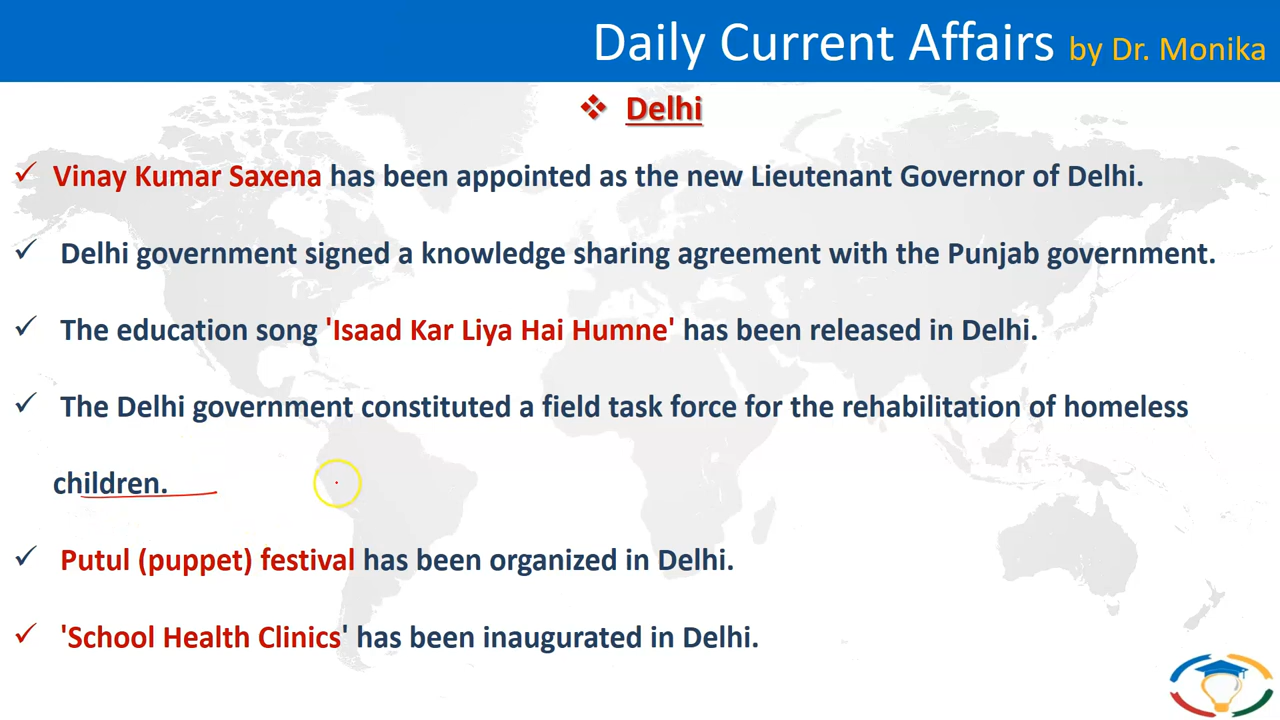 Daily Current Affairs by Dr. Monika
❖ Delhi
✓ Vinay Kumar Saxena has been appointed as the new Lieutenant Governor of Delhi.
✓ Delhi government signed a knowledge sharing agreement with the Punjab government.
✓ The education song 'Isaad Kar Liya Hai Humne' has been released in Delhi.
✓ The Delhi government constituted a field task force for the rehabilitation of homeless
children.
✓ Putul (puppet) festival has been organized in Delhi.
✓ 'School Health Clinics' has been inaugurated in Delhi.